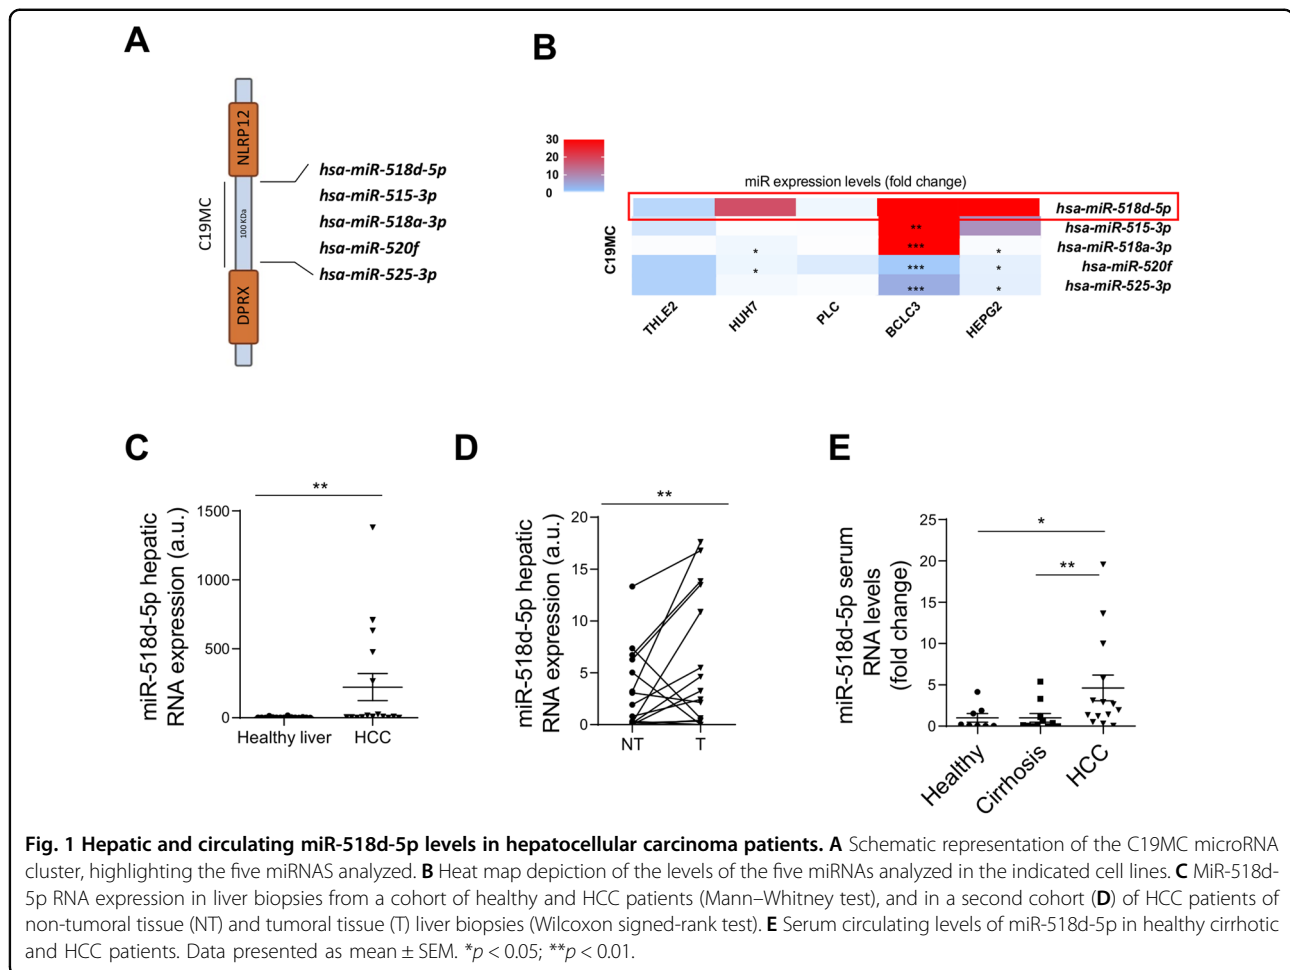 A
NLRP12
C19MC
100 KDa
DPRX
hsa-miR-518d-5p
hsa-miR-515-3p
hsa-miR-518a-3p
hsa-miR-520f
hsa-miR-525-3p
B
30
20
10
0
miR expression levels (fold change)
C19MC
hsa-miR-518d-5p
** hsa-miR-515-3p
* *** * hsa-miR-518a-3p
* *** * hsa-miR-520f
*** * hsa-miR-525-3p
THLE2 HUH7 PLC BCLC3 HEPG2
C
miR-518d-5p hepatic
RNA expression (a.u.)
**
1500
1000
500
0
Healthy liver HCC
D
miR-518d-5p hepatic
RNA expression (a.u.)
**
20
15
10
5
0
NT T
E
miR-518d-5p serum
RNA levels
(fold change)
*
**
25
20
15
10
5
0
Healthy Cirrhosis HCC
Fig. 1 Hepatic and circulating miR-518d-5p levels in hepatocellular carcinoma patients. A Schematic representation of the C19MC microRNA
cluster, highlighting the five miRNAS analyzed. B Heat map depiction of the levels of the five miRNAs analyzed in the indicated cell lines. C MiR-518d-
5p RNA expression in liver biopsies from a cohort of healthy and HCC patients (Mann–Whitney test), and in a second cohort (D) of HCC patients of
non-tumoral tissue (NT) and tumoral tissue (T) liver biopsies (Wilcoxon signed-rank test). E Serum circulating levels of miR-518d-5p in healthy cirrhotic
and HCC patients. Data presented as mean ± SEM. *p < 0.05; **p < 0.01.